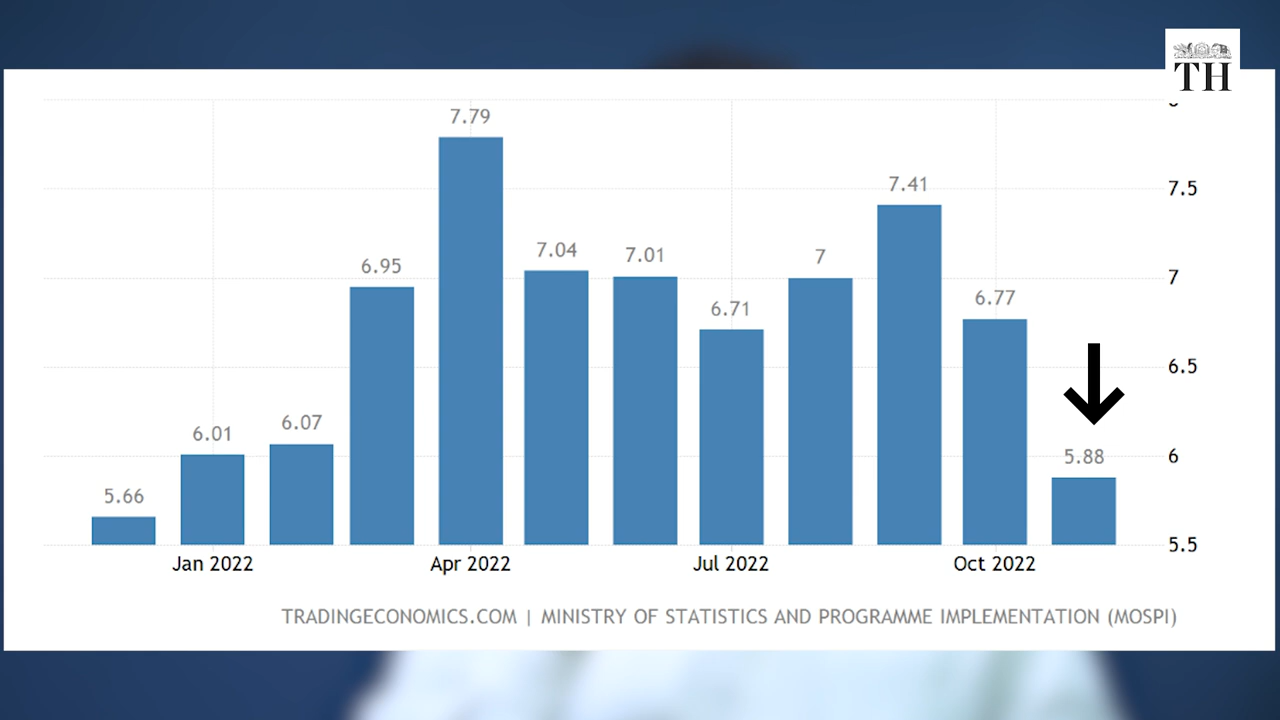 TH
7.79
7.41
7.5
6.95
7.04
7.01
7
7
6.71
6.77
6.5
6.01
6.07
5.88
6
5.66
5.5
Jan 2022
Apr 2022
Jul 2022
Oct 2022
TRADINGECONOMICS.COM | MINISTRY OF STATISTICS AND PROGRAMME IMPLEMENTATION (MOSPI)